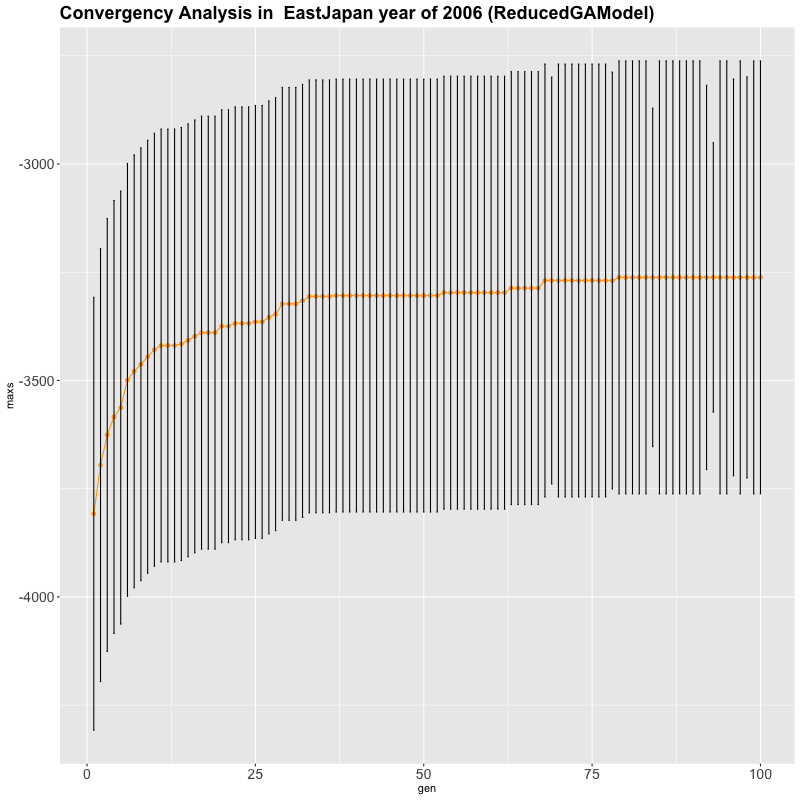 Convergency Analysis in  EastJapan year of 2006 (ReducedGAModel)
maxs
-3000
-3500
-4000
0 25 50 75 100
gen